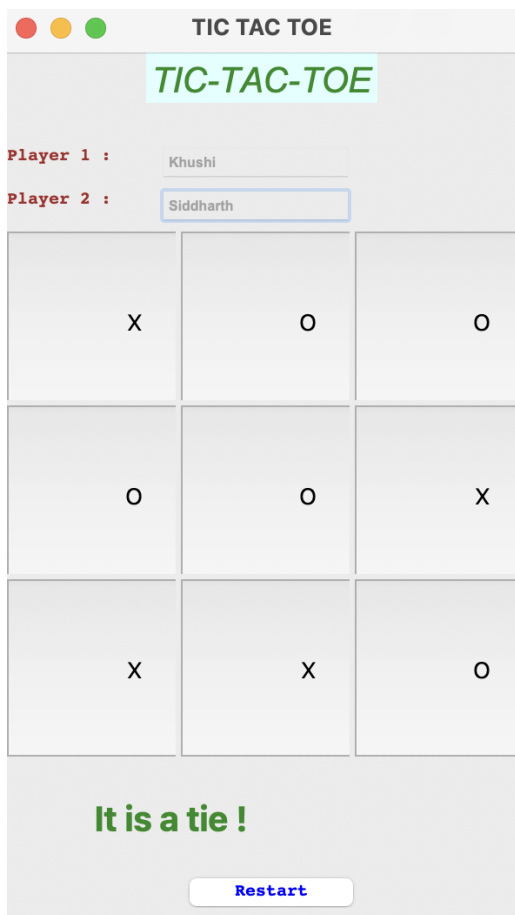 TIC TAC TOE
TIC-TAC-TOE
Player 1 : Khushi
Player 2 : Siddharth
X O O
O O X
X X O
It is a tie !
Restart